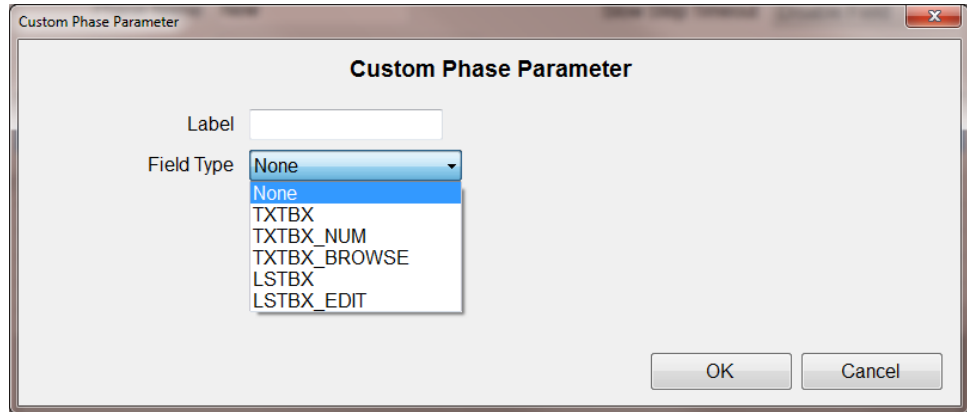 Custom Phase Parameter
Custom Phase Parameter
Label
Field Type None
None
TXTBX
TXTBX_NUM
TXTBX_BROWSE
LSTBX
LSTBX_EDIT
OK Cancel